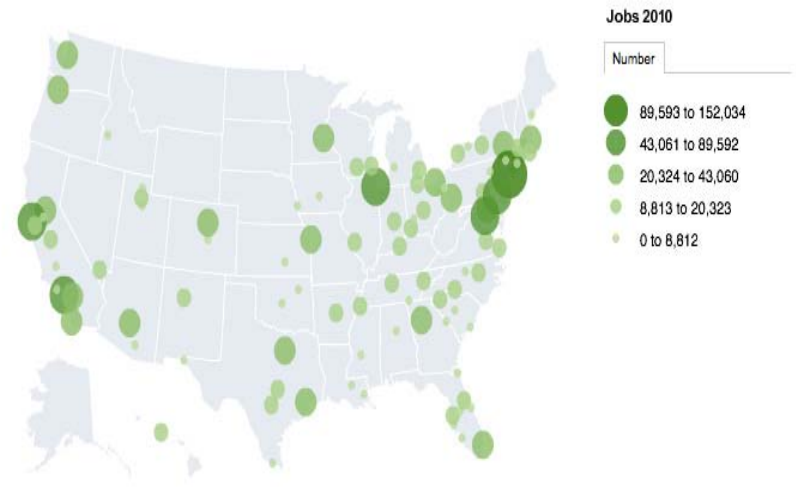 Jobs 2010
Number
89,593 to 152,034
43,061 to 89,592
20,324 to 43,060
8,813 to 20,323
0 to 8,812